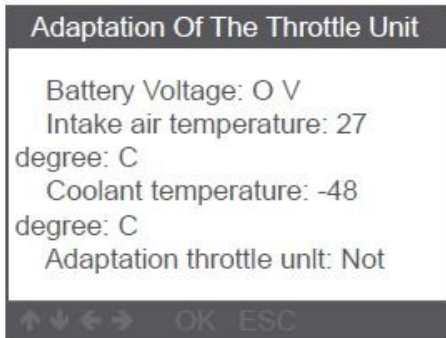 Adaptation Of The Throttle Unit
Battery Voltage: O V
Intake air temperature: 27
degree: C
Coolant temperature: -48
degree: C
Adaptation throttle unlt: Not
OK ESC